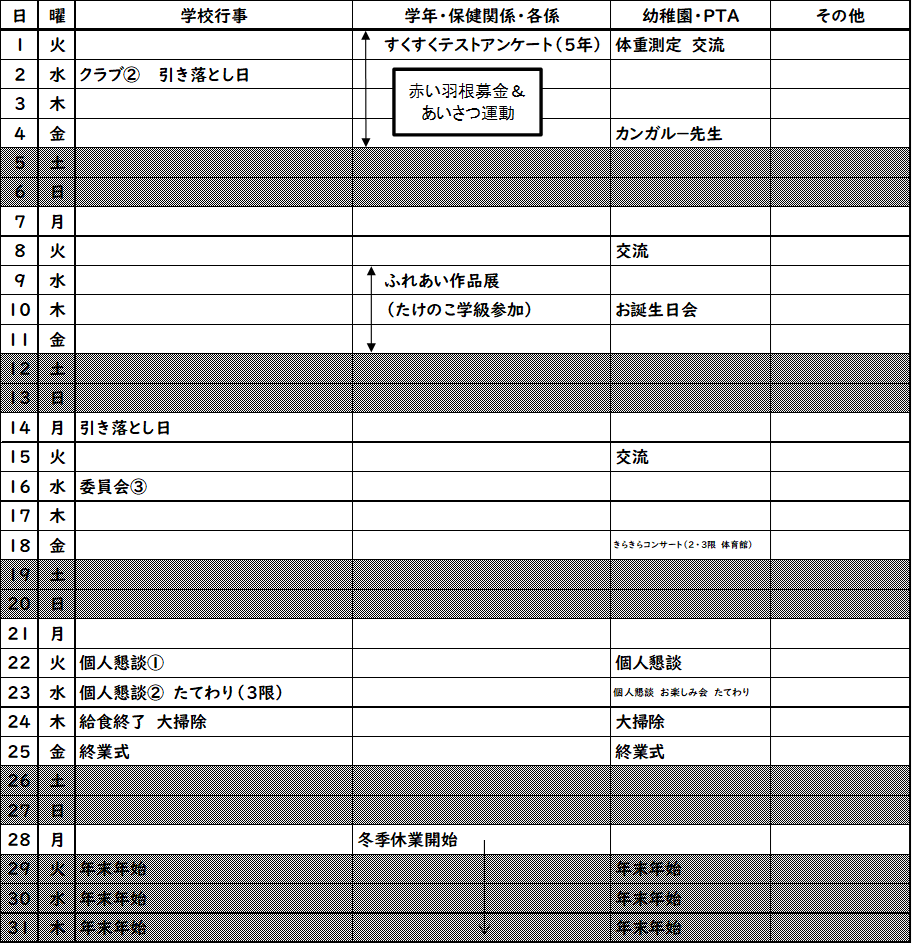 日 曜 学校行事 学年・保健関係・各係 幼稚園・PTA その他
1 火 すくすくテストアンケート（5年） 体重測定 交流
2 水 クラブ② 引き落とし日
赤い羽根募金＆
あいさつ運動
3 木
4 金 カンガルー先生
5 土
6 日
7 月
8 火 交流
9 水 ふれあい作品展
10 木 （たけのこ学級参加） お誕生日会
11 金
12 土
13 日
14 月 引き落とし日
15 火 交流
16 水 委員会③
17 木
18 金 きらきらコンサート（2・3限 体育館）
19 土
20 日
21 月
22 火 個人懇談① 個人懇談
23 水 個人懇談② たてわり（3限） 個人懇談 お楽しみ会 たてわり
24 木 給食終了 大掃除 大掃除
25 金 終業式 終業式
26 土
27 日
28 月 冬季休業開始
29 火 年末年始 年末年始
30 水 年末年始 年末年始
31 木 年末年始 年末年始